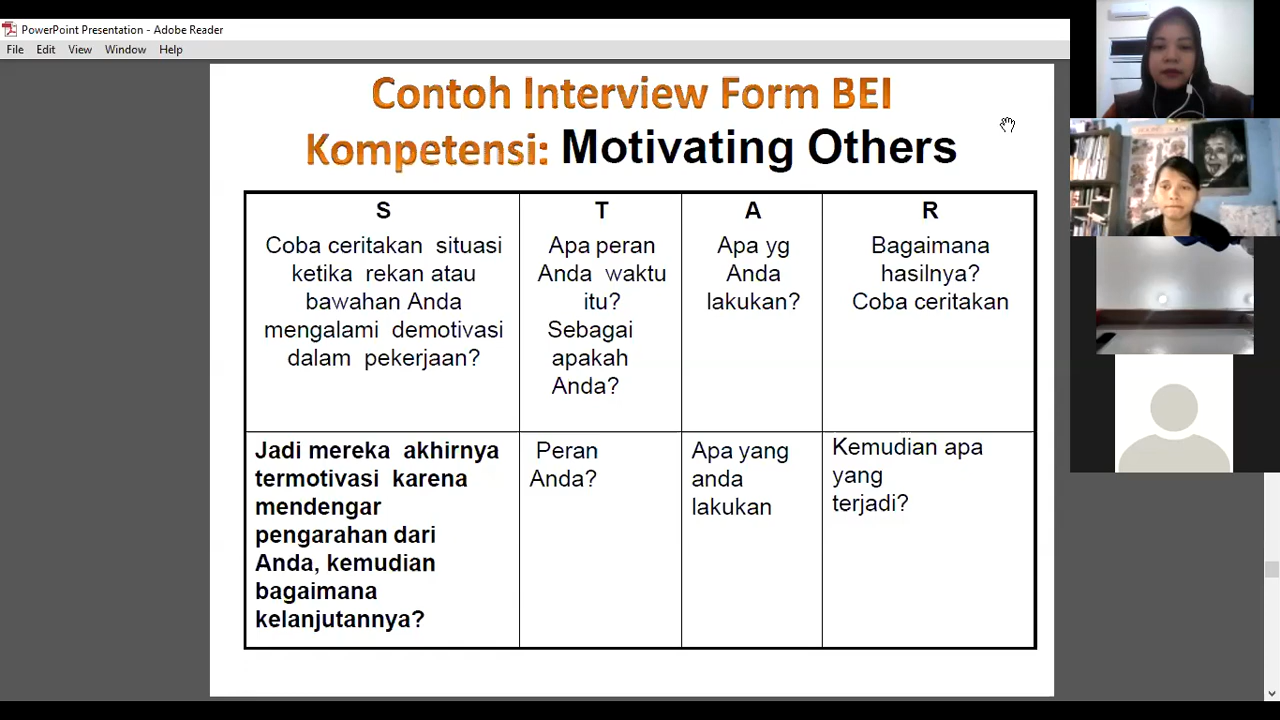 PowerPoint Presentation - Adobe Reader
File Edit View Window Help
Contoh Interview Form BEI
Kompetensi: Motivating Others
S
Coba ceritakan situasi
ketika rekan atau
bawahan Anda
mengalami demotivasi
dalam pekerjaan?
T
Apa peran
Anda waktu
itu?
Sebagai
apakah
Anda?
A
Apa yg
Anda
lakukan?
R
Bagaimana
hasilnya?
Coba ceritakan
Jadi mereka akhirnya
termotivasi karena
mendengar
pengarahan dari
Anda, kemudian
bagaimana
kelanjutannya?
Peran
Anda?
Apa yang
anda
lakukan
Kemudian apa
yang
terjadi?